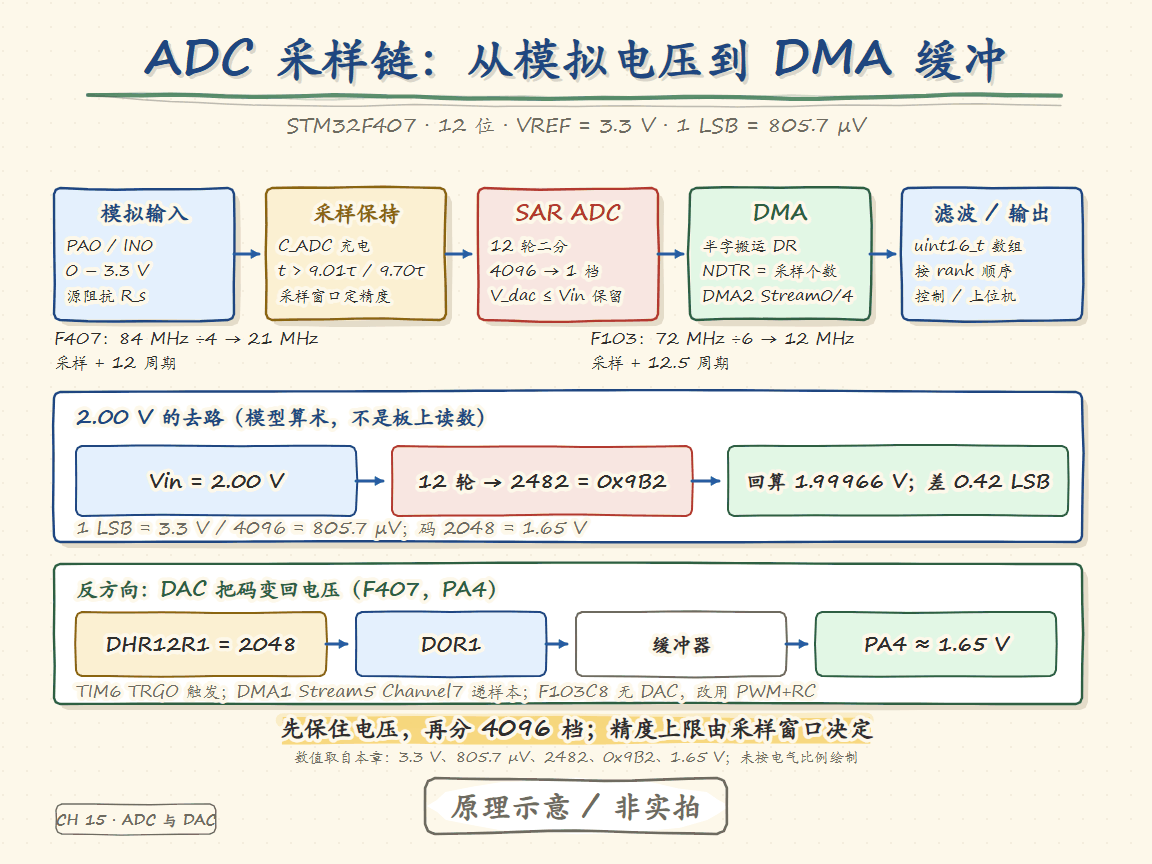 ADC 采样链：从模拟电压到 DMA 缓冲
STM32F407 · 12 位 · VREF = 3.3 V · 1 LSB = 805.7 μV
模拟输入
PA0 / IN0
0 – 3.3 V
源阻抗 R_s
采样保持
C_ADC 充电
t > 9.01τ / 9.70τ
采样窗口定精度
SAR ADC
12 轮二分
4096 → 1 档
V_dac ≤ Vin 保留
DMA
半字搬运 DR
NDTR = 采样个数
DMA2 Stream0/4
滤波 / 输出
uint16_t 数组
按 rank 顺序
控制 / 上位机
F407：84 MHz ÷4 → 21 MHz
采样 + 12 周期
F103：72 MHz ÷6 → 12 MHz
采样 + 12.5 周期
2.00 V 的去路（模型算术，不是板上读数）
Vin = 2.00 V
12 轮 → 2482 = 0x9B2
回算 1.99966 V；差 0.42 LSB
1 LSB = 3.3 V / 4096 = 805.7 μV；码 2048 = 1.65 V
反方向：DAC 把码变回电压（F407，PA4）
DHR12R1 = 2048
DOR1
缓冲器
PA4 ≈ 1.65 V
TIM6 TRGO 触发；DMA1 Stream5 Channel7 递样本；F103C8 无 DAC，改用 PWM+RC
先保住电压，再分 4096 档；精度上限由采样窗口决定
数值取自本章：3.3 V、805.7 μV、2482、0x9B2、1.65 V；未按电气比例绘制
原理示意 / 非实拍
CH 15 · ADC 与 DAC